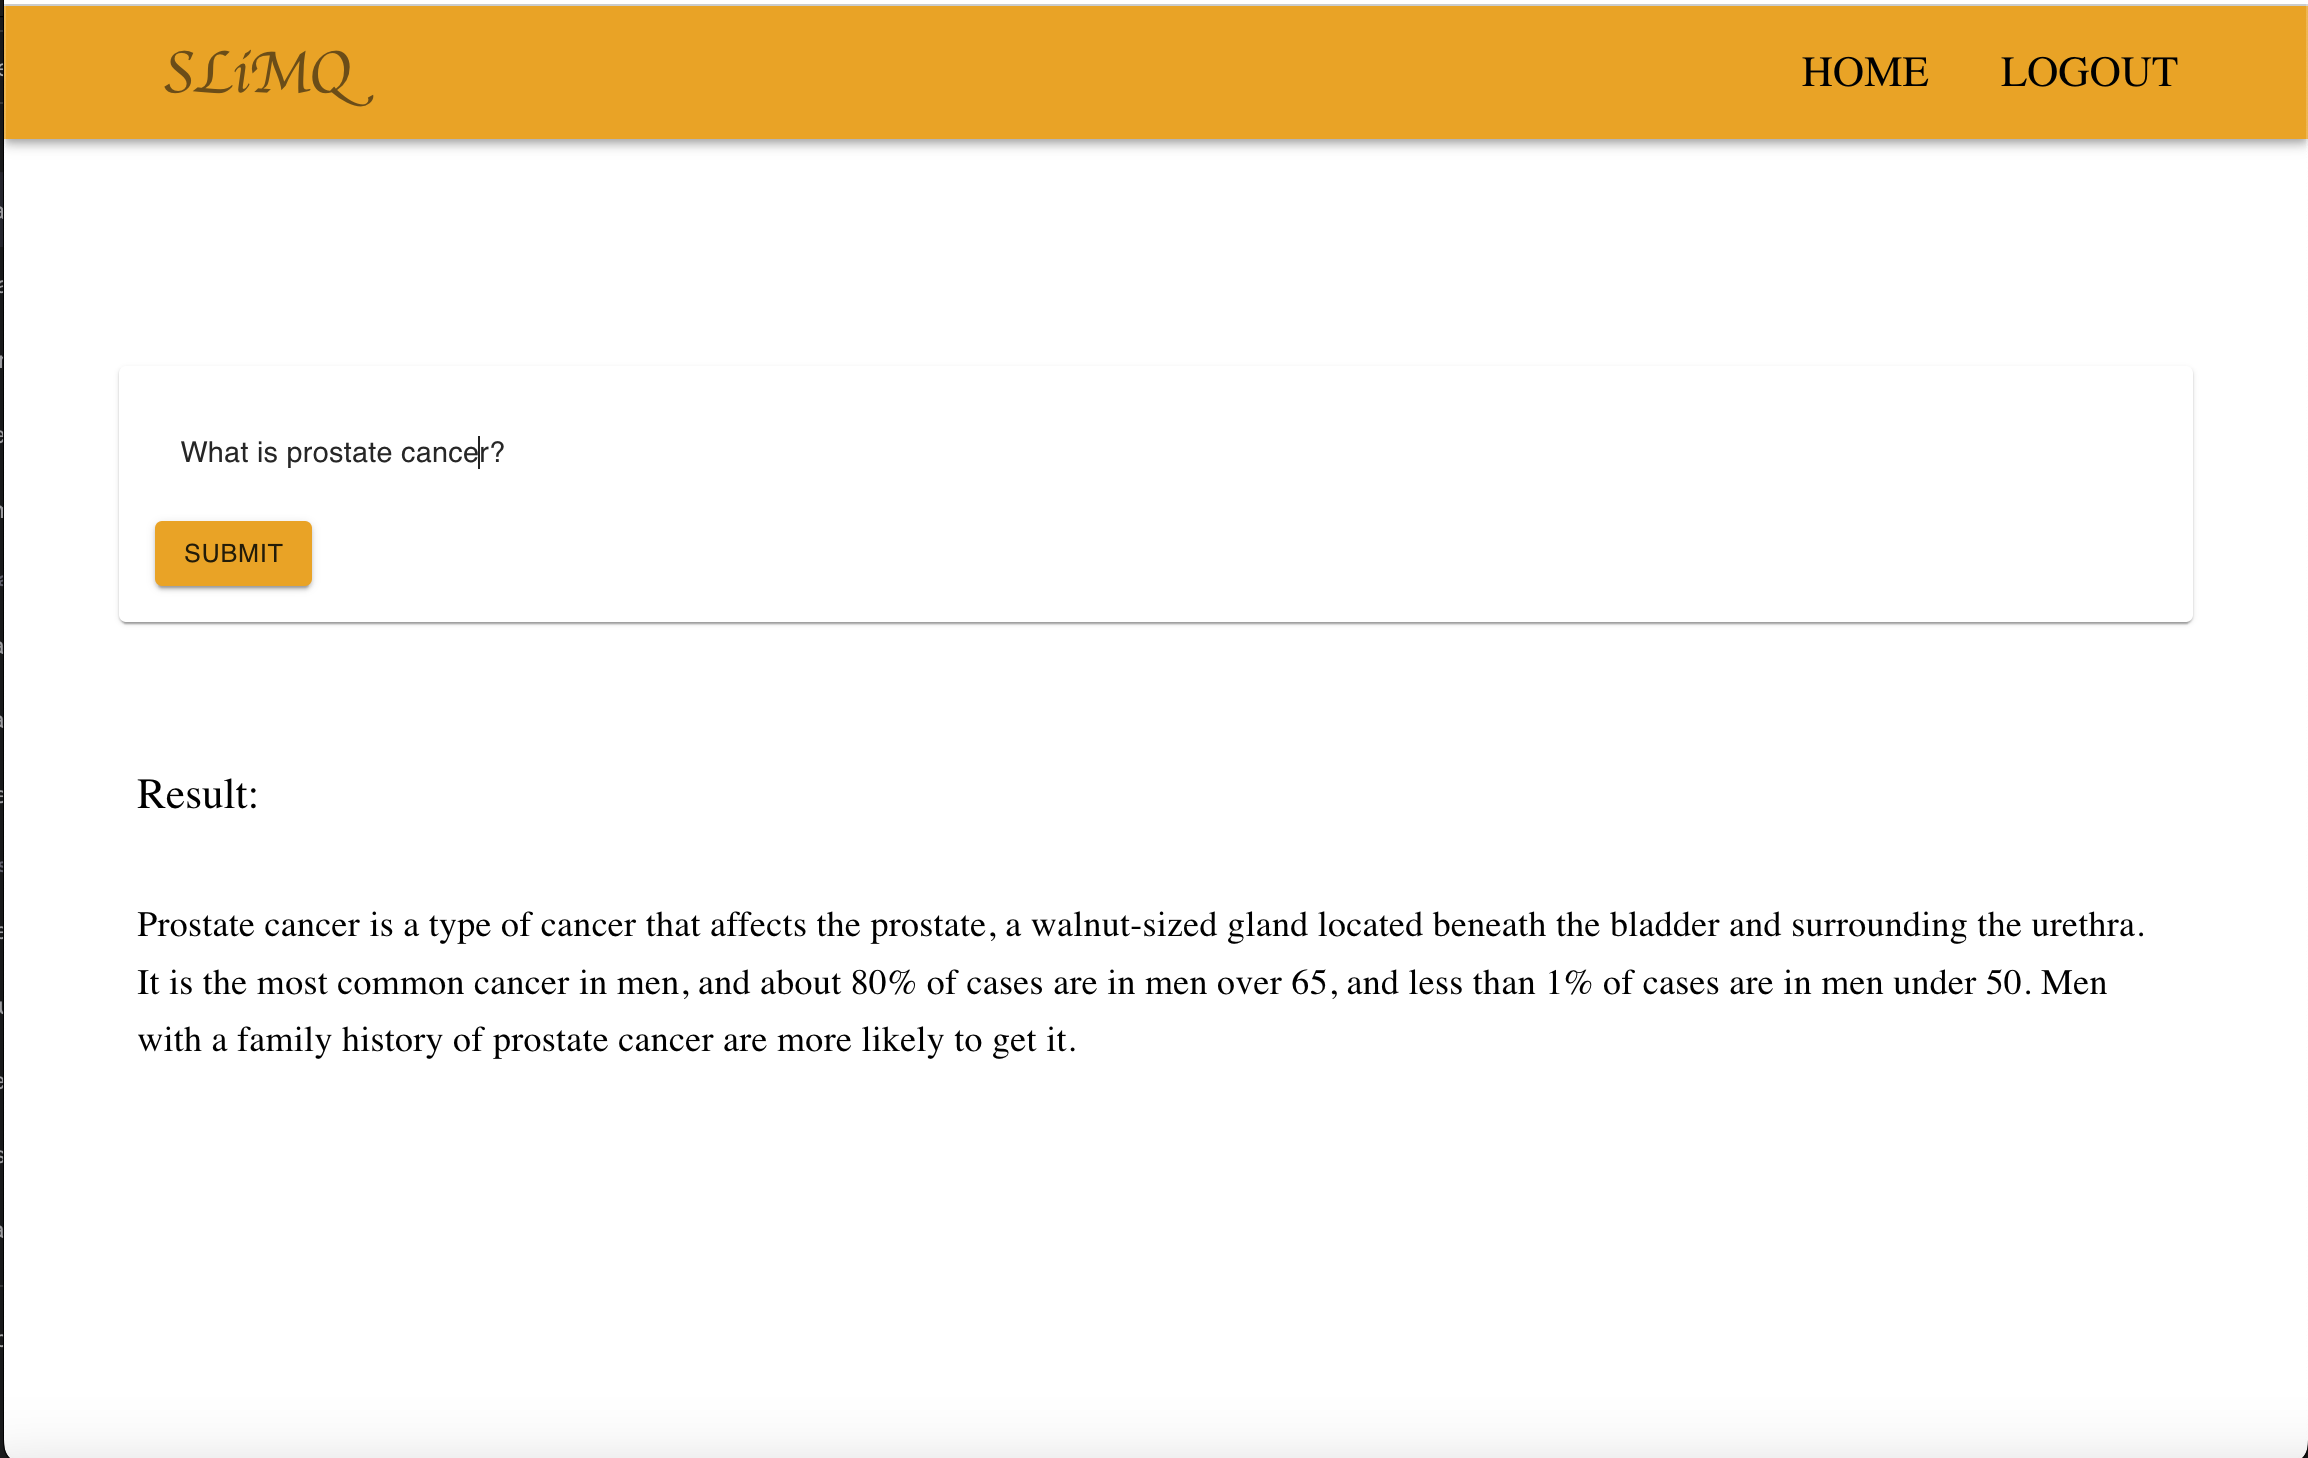 SLiMQ
HOME LOGOUT
What is prostate cancer?
SUBMIT
Result:
Prostate cancer is a type of cancer that affects the prostate, a walnut-sized gland located beneath the bladder and surrounding the urethra.
It is the most common cancer in men, and about 80% of cases are in men over 65, and less than 1% of cases are in men under 50. Men
with a family history of prostate cancer are more likely to get it.